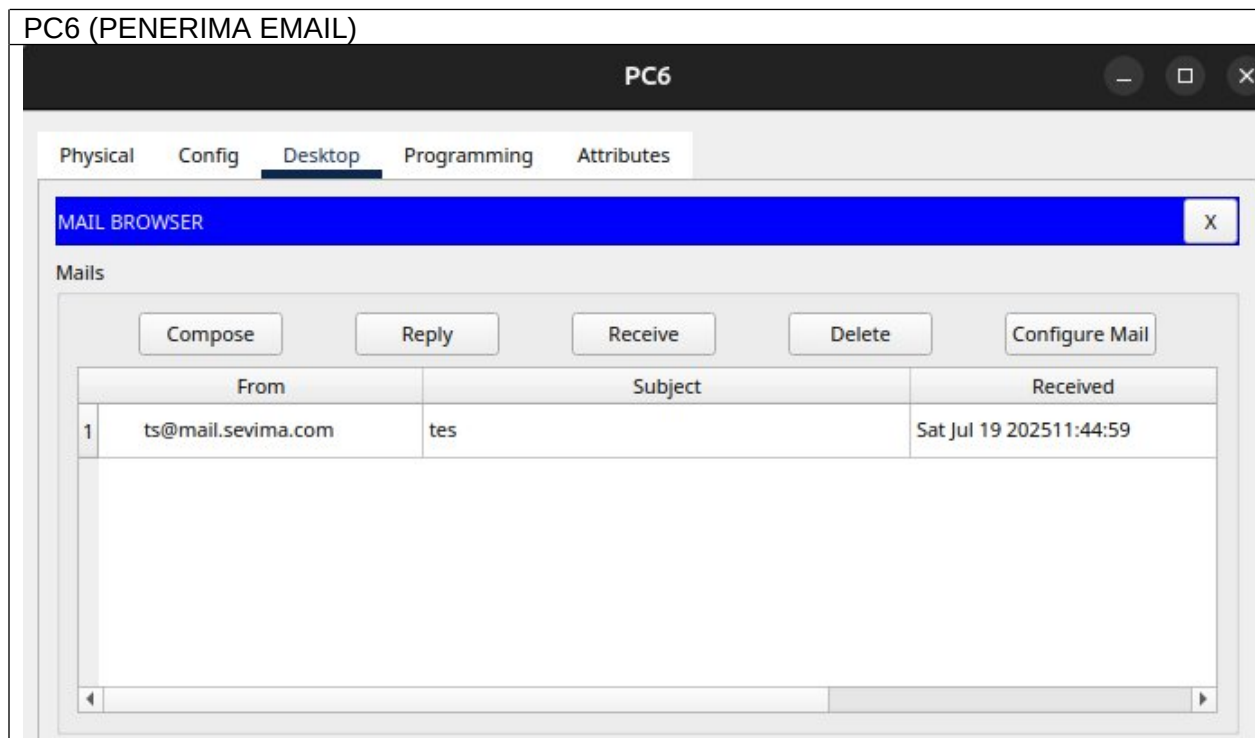 PC6 (PENERIMA EMAIL)
PC6
Physical Config Desktop Programming Attributes
MAIL BROWSER X
Mails
Compose Reply Receive Delete Configure Mail
From Subject Received
1 ts@mail.sevima.com tes Sat Jul 19 202511:44:59